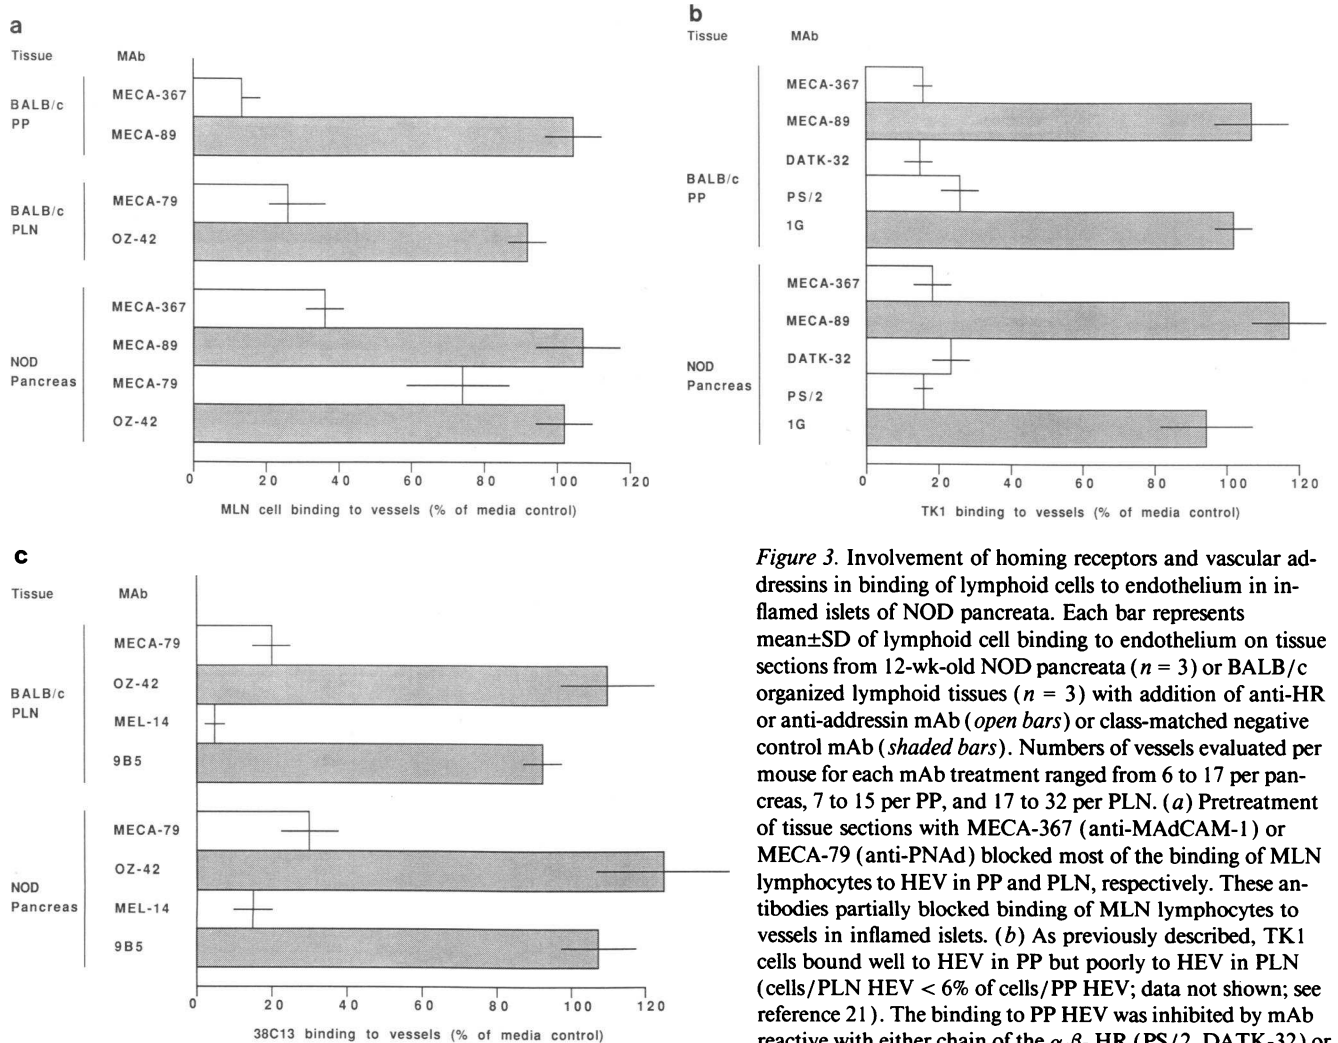 a
Tissue MAb
BALB/c
PP
MECA-367
MECA-89
BALB/c
PLN
MECA-79
OZ-42
NOD
Pancreas
MECA-367
MECA-89
MECA-79
OZ-42
0 20 40 60 80 100 120
MLN cell binding to vessels (% of media control)
b
Tissue MAb
BALB/c
PP
MECA-367
MECA-89
DATK-32
PS/2
1G
NOD
Pancreas
MECA-367
MECA-89
DATK-32
PS/2
1G
0 20 40 60 80 100 120
TK1 binding to vessels (% of media control)
c
Tissue MAb
BALB/c
PLN
MECA-79
OZ-42
MEL-14
9B5
NOD
Pancreas
MECA-79
OZ-42
MEL-14
9B5
0 20 40 60 80 100 120
38C13 binding to vessels (% of media control)
Figure 3. Involvement of homing receptors and vascular ad-
dressins in binding of lymphoid cells to endothelium in in-
flamed islets of NOD pancreata. Each bar represents
mean±SD of lymphoid cell binding to endothelium on tissue
sections from 12-wk-old NOD pancreata (n = 3) or BALB/c
organized lymphoid tissues (n = 3) with addition of anti-HR
or anti-addressin mAb (open bars) or class-matched negative
control mAb (shaded bars). Numbers of vessels evaluated per
mouse for each mAb treatment ranged from 6 to 17 per pan-
creas, 7 to 15 per PP, and 17 to 32 per PLN. (a) Pretreatment
of tissue sections with MECA-367 (anti-MAdCAM-1) or
MECA-79 (anti-PNAd) blocked most of the binding of MLN
lymphocytes to HEV in PP and PLN, respectively. These an-
tibodies partially blocked binding of MLN lymphocytes to
vessels in inflamed islets. (b) As previously described, TK1
cells bound well to HEV in PP but poorly to HEV in PLN
(cells/PLN HEV < 6% of cells/PP HEV; data not shown; see
reference 21). The binding to PP HEV was inhibited by mAb
reactive with either chain of the HR (PS/2, DATK-32) or